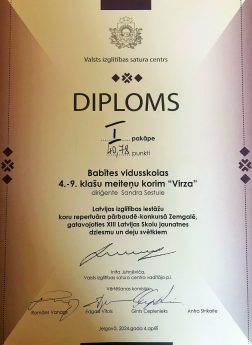 Valsts izglītības satura centrs
DIPLOMS
I pakāpe
40,78 punkti
Babītes vidusskolas
4.-9. klašu meiteņu korim "Virza"
diriģente Sandra Sestule
Latvijas izglītības iestāžu
koru repertuāra pārbaudē-konkursā Zemgalē,
gatavojoties XIII Latvijas Skolu jaunatnes
dziesmu un deju svētkiem
Inita Juhņēviča,
Valsts izglītības satura centra vadītāja p.i.
Vērtēšanas komisija:
Romāns Vanags
Edgars Vītols
Gints Ceplenieks
Antra Strikaite
Jelgavā, 2024.gada 4.aprīlī